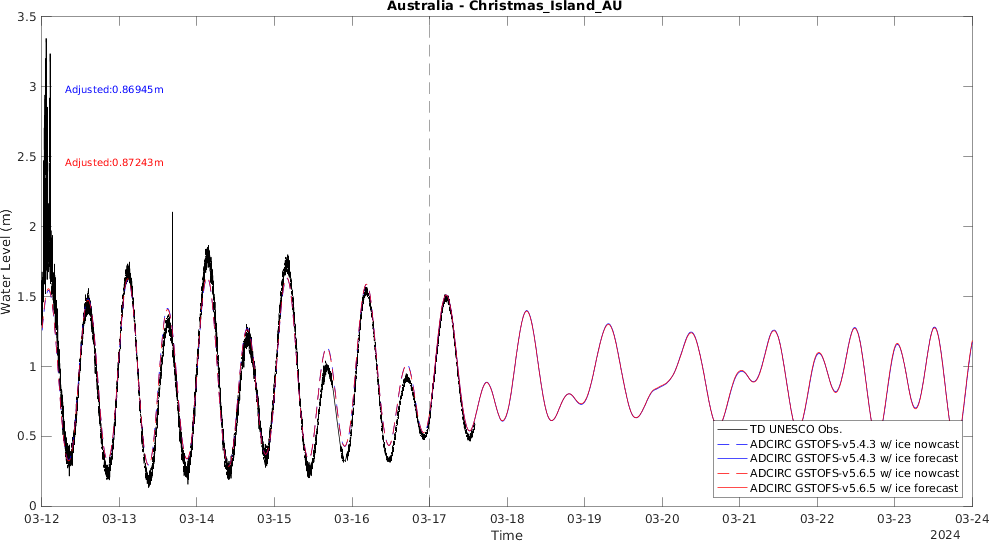 Australia - Christmas_Island_AU
3.5
3
2.5
2
1.5
1
0.5
0
Water Level (m)
Adjusted:0.86945m
Adjusted:0.87243m
TD UNESCO Obs.
ADCIRC GSTOFS-v5.4.3 w/ ice nowcast
ADCIRC GSTOFS-v5.4.3 w/ ice forecast
ADCIRC GSTOFS-v5.6.5 w/ ice nowcast
ADCIRC GSTOFS-v5.6.5 w/ ice forecast
03-12 03-13 03-14 03-15 03-16 03-17 03-18 03-19 03-20 03-21 03-22 03-23 03-24
Time
2024